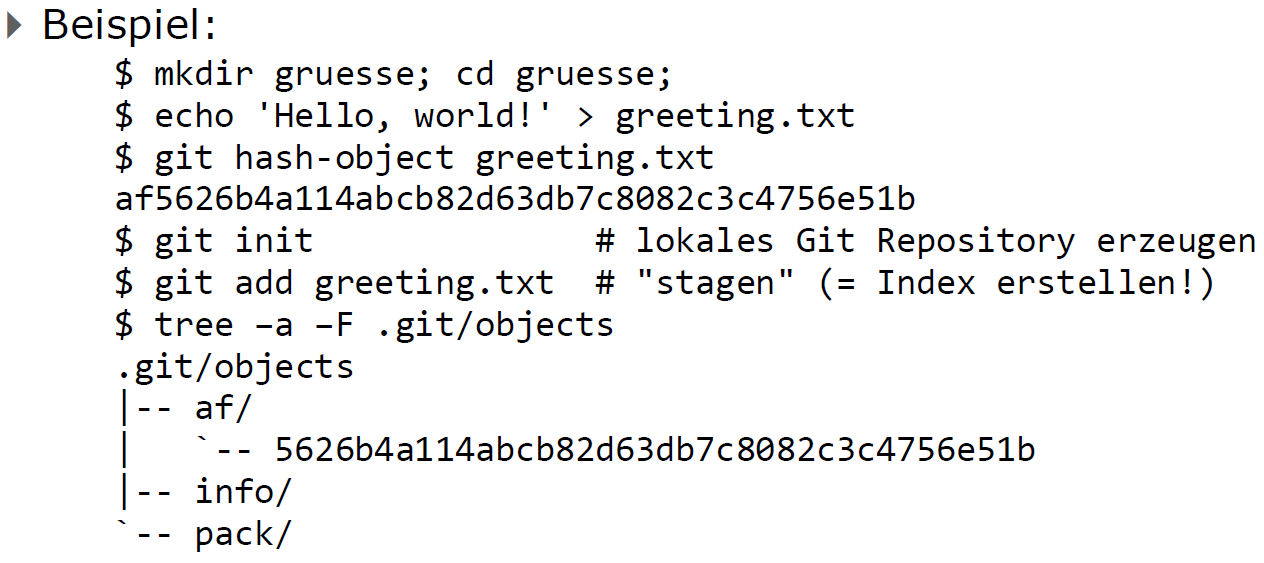 Beispiel:
$ mkdir gruesse; cd gruesse;
$ echo 'Hello, world!' > greeting.txt
$ git hash-object greeting.txt
af5626b4a114abcb82d63db7c8082c3c4756e51b
$ git init              # lokales Git Repository erzeugen
$ git add greeting.txt  # "stagen" (= Index erstellen!)
$ tree –a –F .git/objects
.git/objects
|-- af/
|   `-- 5626b4a114abcb82d63db7c8082c3c4756e51b
|-- info/
`-- pack/